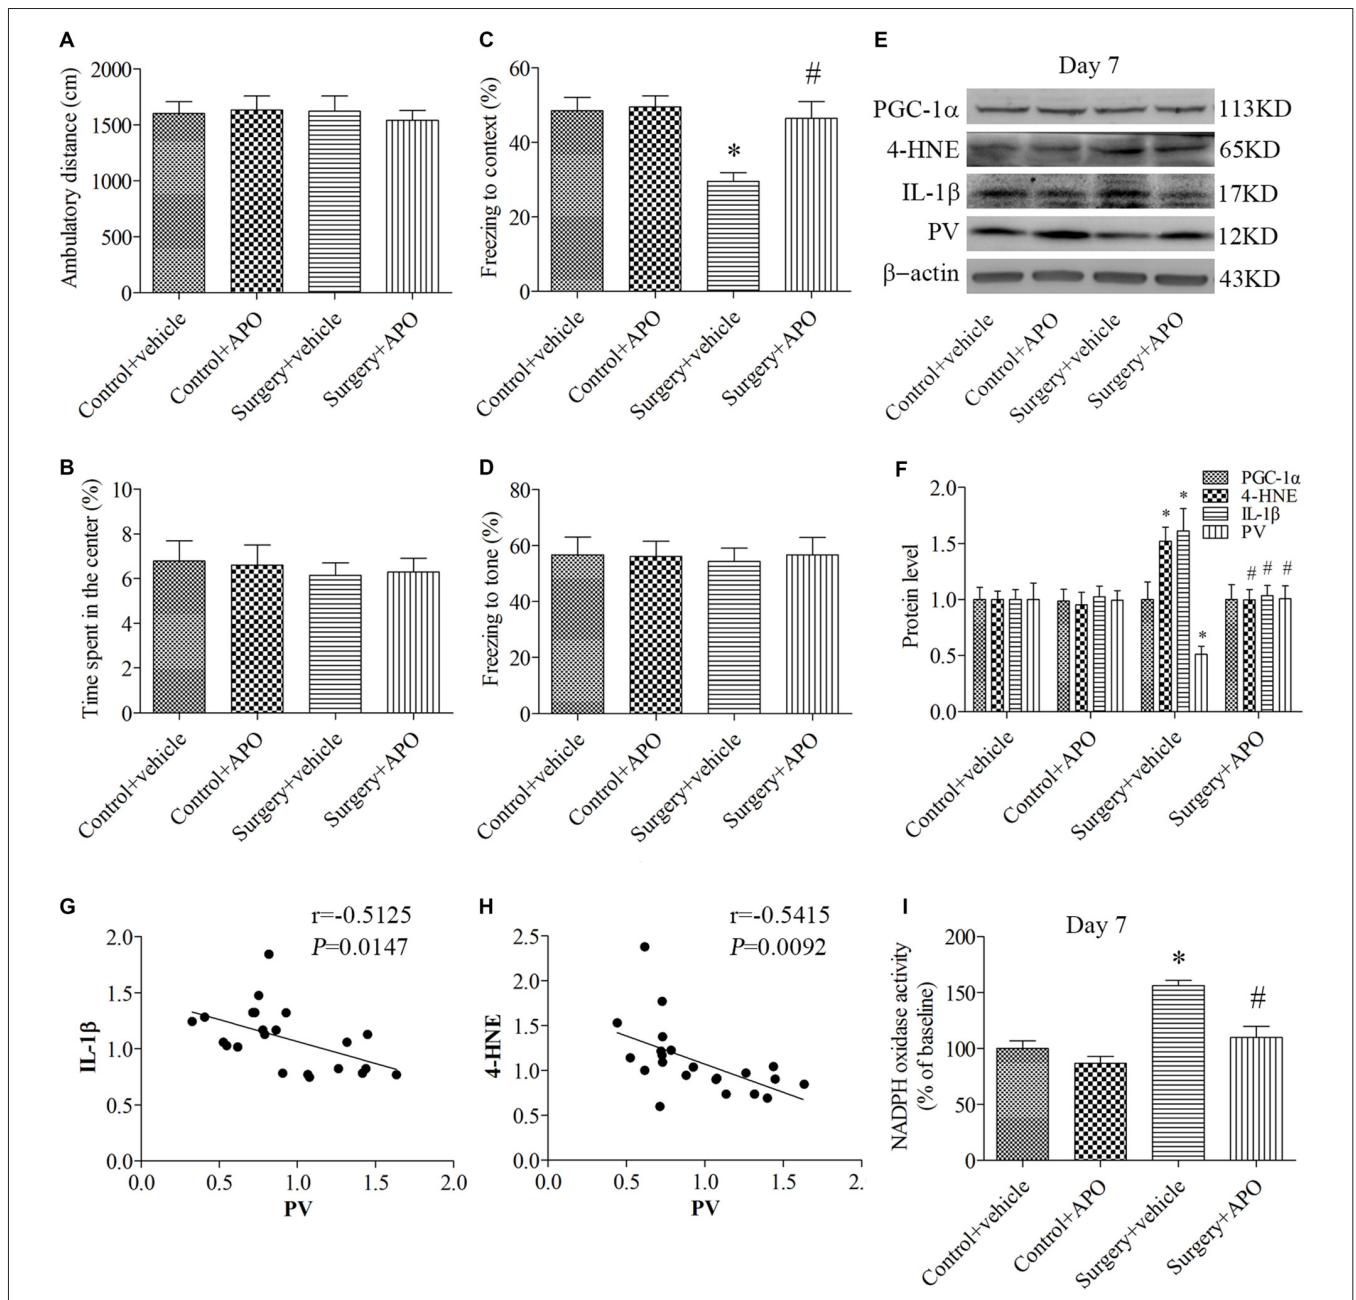 A
Ambulatory distance (cm)
2000
1500
1000
500
0
Control+vehicle
Control+APO
Surgery+vehicle
Surgery+APO
C
Freezing to context (%)
60
40
20
0
*
#
Control+vehicle
Control+APO
Surgery+vehicle
Surgery+APO
E
Day 7
PGC-1α 113KD
4-HNE 65KD
IL-1β 17KD
PV 12KD
β-actin 43KD
Control+vehicle
Control+APO
Surgery+vehicle
Surgery+APO
B
Time spent in the center (%)
10
8
6
4
2
0
Control+vehicle
Control+APO
Surgery+vehicle
Surgery+APO
D
Freezing to tone (%)
80
60
40
20
0
Control+vehicle
Control+APO
Surgery+vehicle
Surgery+APO
F
PGC-1α
4-HNE
IL-1β
PV
Protein level
2.0
1.5
1.0
0.5
0.0
* * *
# # #
Control+vehicle
Control+APO
Surgery+vehicle
Surgery+APO
G
r=-0.5125
P=0.0147
IL-1β
2.0
1.5
1.0
0.5
0.0
0.0 0.5 1.0 1.5 2.0
PV
H
r=-0.5415
P=0.0092
4-HNE
2.5
2.0
1.5
1.0
0.5
0.0
0.0 0.5 1.0 1.5 2.
PV
I
Day 7
NADPH oxidase activity
(% of baseline)
200
150
100
50
0
*
#
Control+vehicle
Control+APO
Surgery+vehicle
Surgery+APO